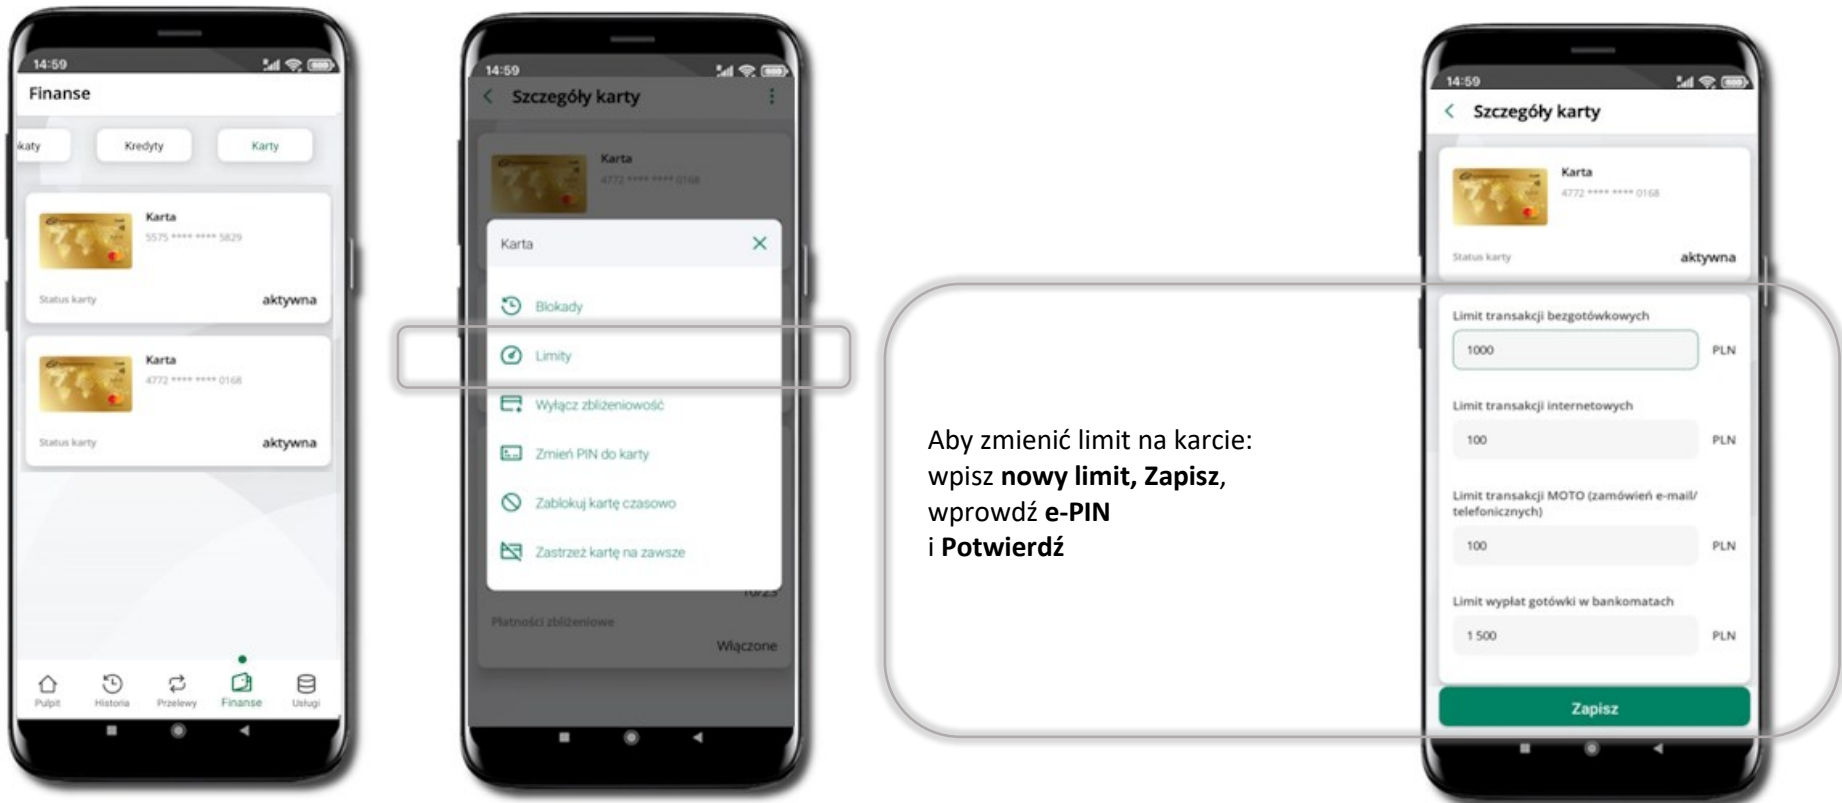 14:59
Finanse
katy
Kredyty
Karty
Karta
5575 **** **** 5829
Status karty
aktywna
Karta
4772 **** **** 0168
Status karty
aktywna
Pulpit
Historia
Przelewy
Finanse
Usługi
14:59
Szczegóły karty
Karta
4772 **** **** 0168
Karta
Blokady
Limity
Wyłącz zbliżeniowość
Zmień PIN do karty
Zablokuj kartę czasowo
Zastrzeż kartę na zawsze
10/23
Płatności zbliżeniowe
Włączone
Aby zmienić limit na karcie:
wpisz nowy limit, Zapisz,
wprowdź e-PIN
i Potwierdź
14:59
Szczegóły karty
Karta
4772 **** **** 0168
Status karty
aktywna
Limit transakcji bezgotówkowych
1000 PLN
Limit transakcji internetowych
100 PLN
Limit transakcji MOTO (zamówień e-mail/
telefonicznych)
100 PLN
Limit wypłat gotówki w bankomatach
1 500 PLN
Zapisz